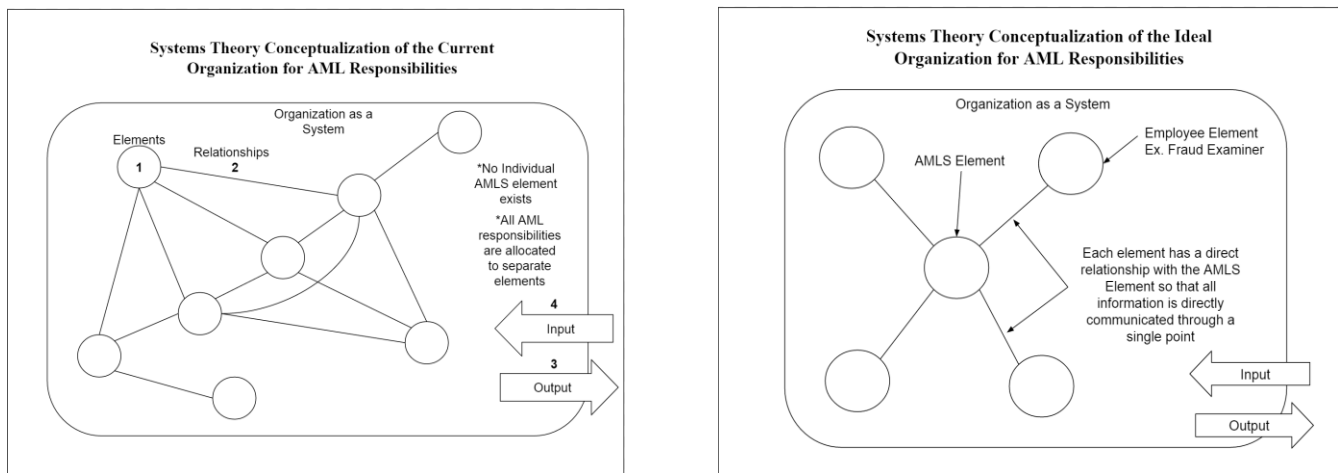 Systems Theory Conceptualization of the Current
Organization for AML Responsibilities
Organization as a
System
Elements
1
Relationships
2
*No Individual
AMLS element
exists
*All AML
responsibilities
are allocated
to separate
elements
4
Input
3
Output
Systems Theory Conceptualization of the Ideal
Organization for AML Responsibilities
Organization as a System
AMLS Element
Employee Element
Ex. Fraud Examiner
Each element has a direct
relationship with the AMLS
Element so that all
information is directly
communicated through a
single point
Input
Output